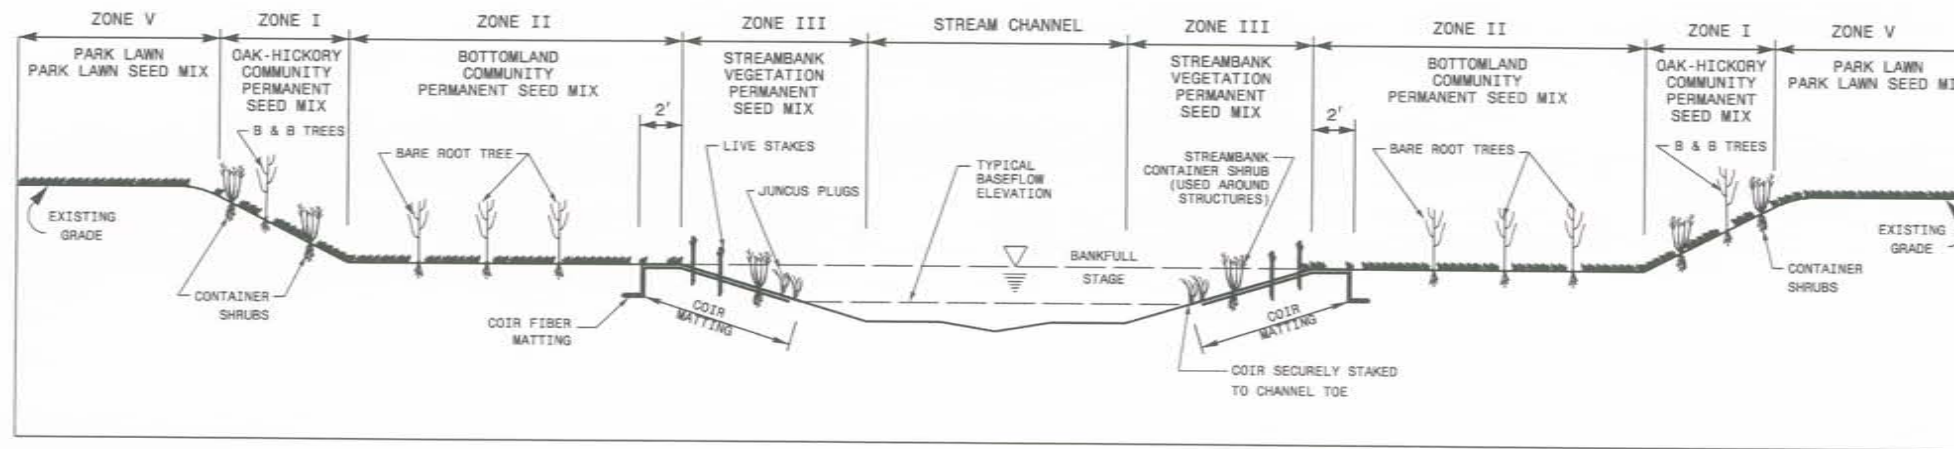 ZONE V
ZONE I
ZONE II
ZONE III
STREAM CHANNEL
ZONE III
ZONE II
ZONE I
ZONE V
PARK LAWN
PARK LAWN SEED MIX
OAK-HICKORY
COMMUNITY
PERMANENT
SEED MIX
BOTTOMLAND
COMMUNITY
PERMANENT SEED MIX
STREAMBANK
VEGETATION
PERMANENT
SEED MIX
STREAMBANK
VEGETATION
PERMANENT
SEED MIX
BOTTOMLAND
COMMUNITY
PERMANENT SEED MIX
OAK-HICKORY
COMMUNITY
PERMANENT
SEED MIX
PARK LAWN
PARK LAWN SEED MI
2'
2'
B & B TREES
BARE ROOT TREE
LIVE STAKES
JUNCUS PLUGS
TYPICAL
BASEFLOW
ELEVATION
STREAMBANK
CONTAINER SHRUB
(USED AROUND
STRUCTURES)
BARE ROOT TREES
B & B TREES
EXISTING
GRADE
BANKFULL
STAGE
EXISTING
GRADE
CONTAINER
SHRUBS
COIR FIBER
MATTING
COIR
MATTING
COIR
MATTING
CONTAINER
SHRUBS
COIR SECURELY STAKED
TO CHANNEL TOE